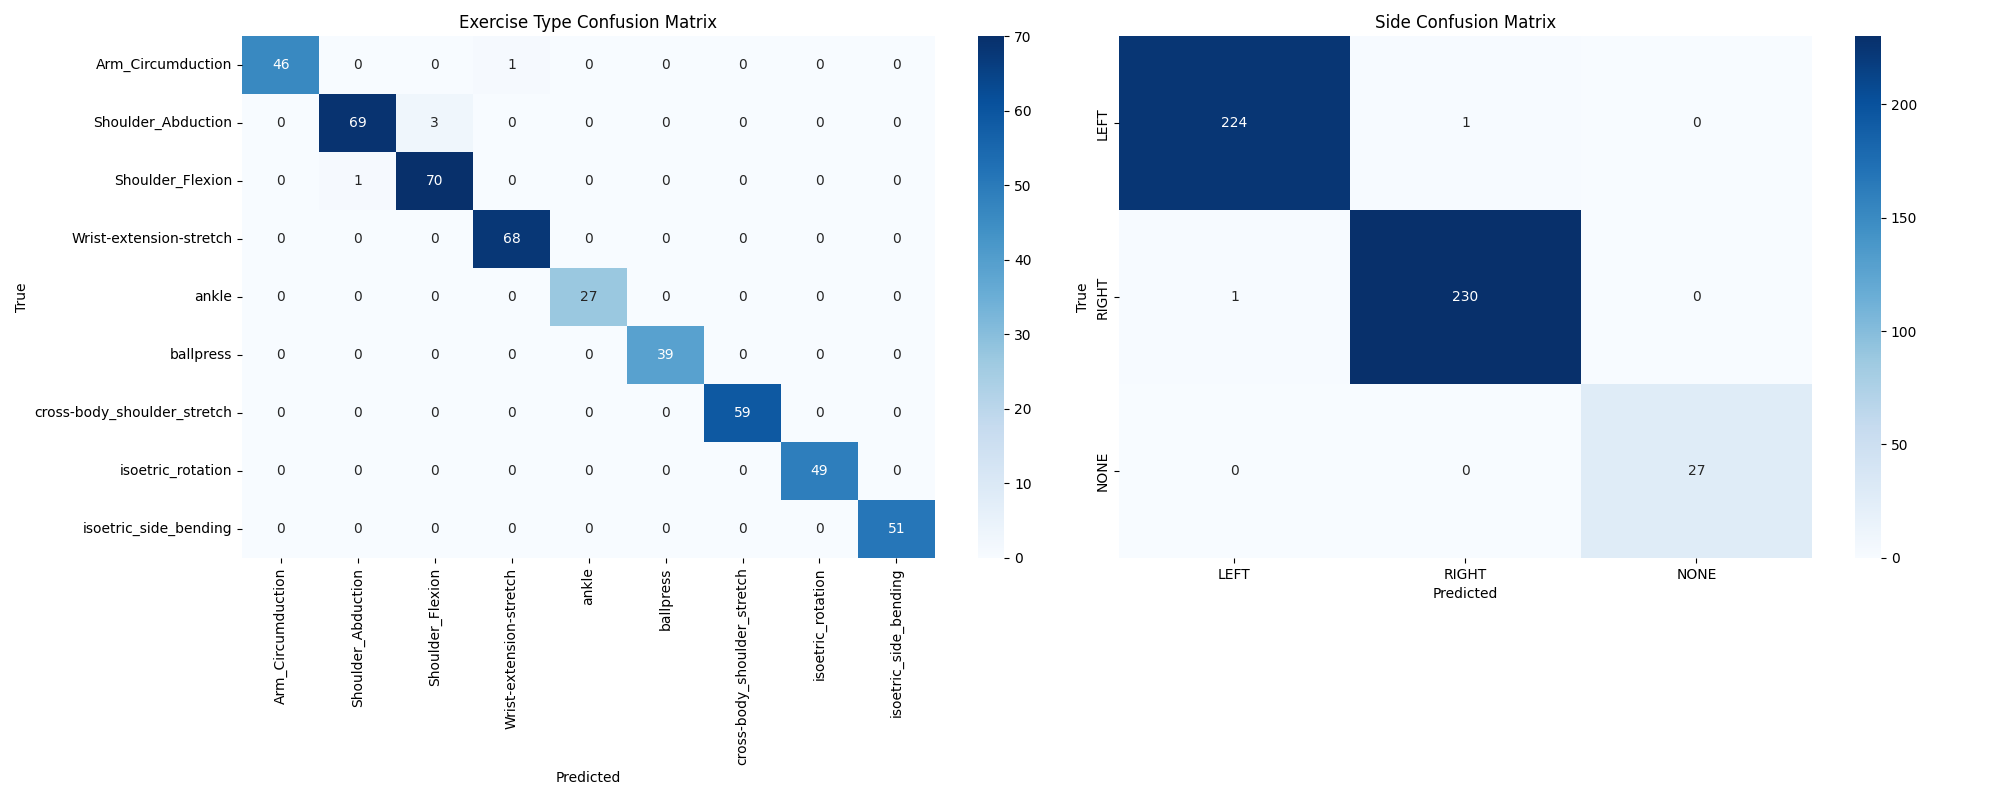 Exercise Type Confusion Matrix
True
Arm_Circumduction 46 0 0 1 0 0 0 0 0
Shoulder_Abduction 0 69 3 0 0 0 0 0 0
Shoulder_Flexion 0 1 70 0 0 0 0 0 0
Wrist-extension-stretch 0 0 0 68 0 0 0 0 0
ankle 0 0 0 0 27 0 0 0 0
ballpress 0 0 0 0 0 39 0 0 0
cross-body_shoulder_stretch 0 0 0 0 0 0 59 0 0
isoetric_rotation 0 0 0 0 0 0 0 49 0
isoetric_side_bending 0 0 0 0 0 0 0 0 51
Arm_Circumduction
Shoulder_Abduction
Shoulder_Flexion
Wrist-extension-stretch
ankle
ballpress
cross-body_shoulder_stretch
isoetric_rotation
isoetric_side_bending
Predicted
70
60
50
40
30
20
10
0
Side Confusion Matrix
True
LEFT 224 1 0
RIGHT 1 230 0
NONE 0 0 27
LEFT RIGHT NONE
Predicted
200
150
100
50
0